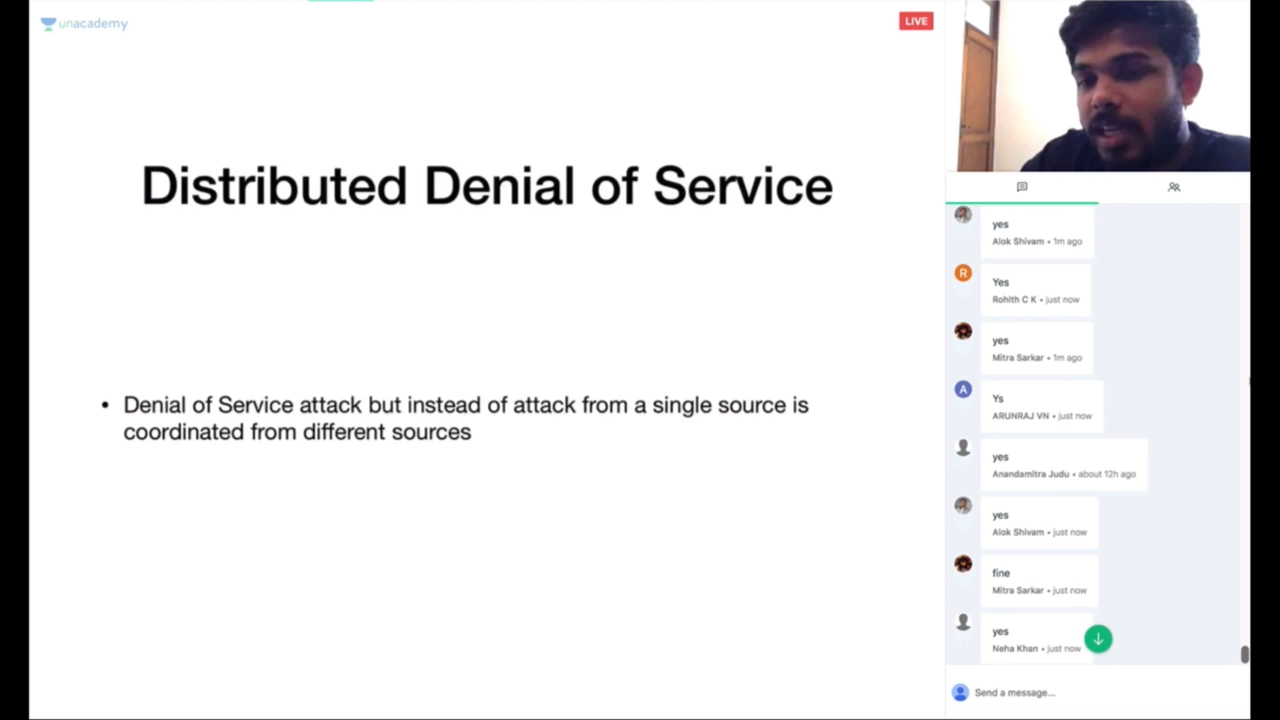 unacademy
LIVE
Distributed Denial of Service
• Denial of Service attack but instead of attack from a single source is
coordinated from different sources
yes
Alok Shivam • 1m ago
R
Yes
Rohith C K • just now
yes
Mitra Sarkar • 1m ago
A
Ys
ARUNRAJ VN • just now
yes
Anandamitra Judu • about 12h ago
yes
Alok Shivam • just now
fine
Mitra Sarkar • just now
yes
Neha Khan • just now
Send a message...